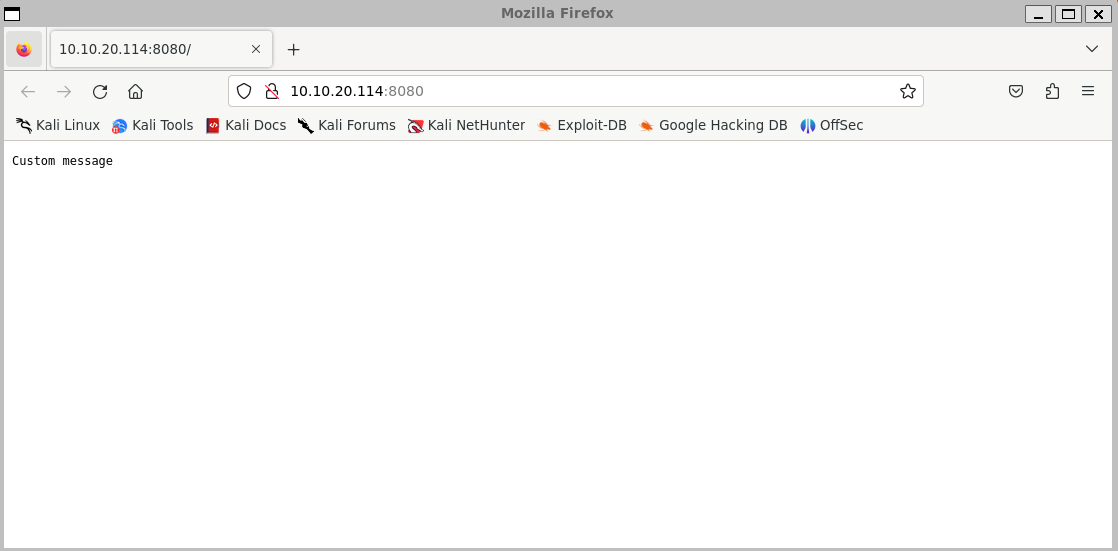 Mozilla Firefox
10.10.20.114:8080/
10.10.20.114:8080
Kali Linux Kali Tools Kali Docs Kali Forums Kali NetHunter Exploit-DB Google Hacking DB OffSec
Custom message